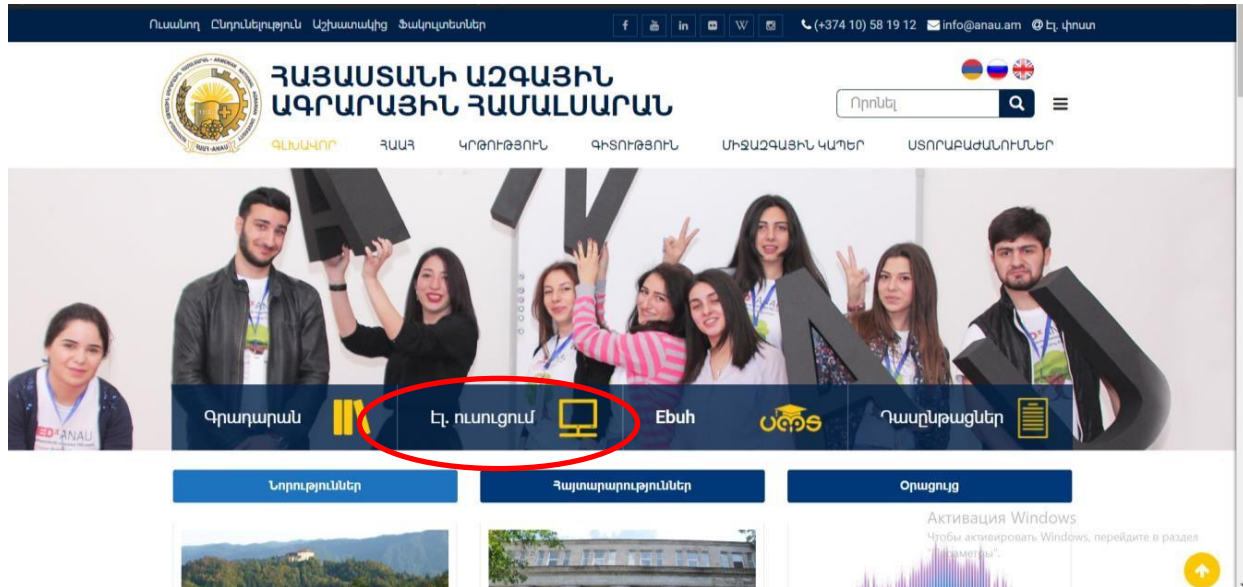 Ուսանող Ընդունելություն Աշխատակից Ֆակուլտետներ (+374 10) 58 19 12 info@anau.am @ Էլ. փոստ
ՀԱՅԱՍՏԱՆԻ ԱԶԳԱՅԻՆ
ԱԳՐԱՐԱՅԻՆ ՀԱՄԱԼՍԱՐԱՆ
Որոնել
ԳԼԽԱՎՈՐ ՀԱԱՀ ԿՐԹՈՒԹՅՈՒՆ ԳԻՏՈՒԹՅՈՒՆ ՄԻՋԱԶԳԱՅԻՆ ԿԱՊԵՐ ՍՏՈՐԱԲԱԺԱՆՈՒՄՆԵՐ
Գրադարան Էլ. ուսուցում Ebuh Դասընթացներ
Նորություններ Հայտարարություններ Օրացույց
Активация Windows
Чтобы активировать Windows, перейдите в раздел
"Параметры".